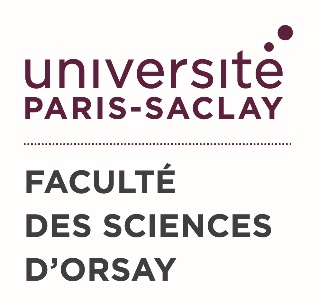 université
PARIS-SACLAY
FACULTÉ
DES SCIENCES
D'ORSAY